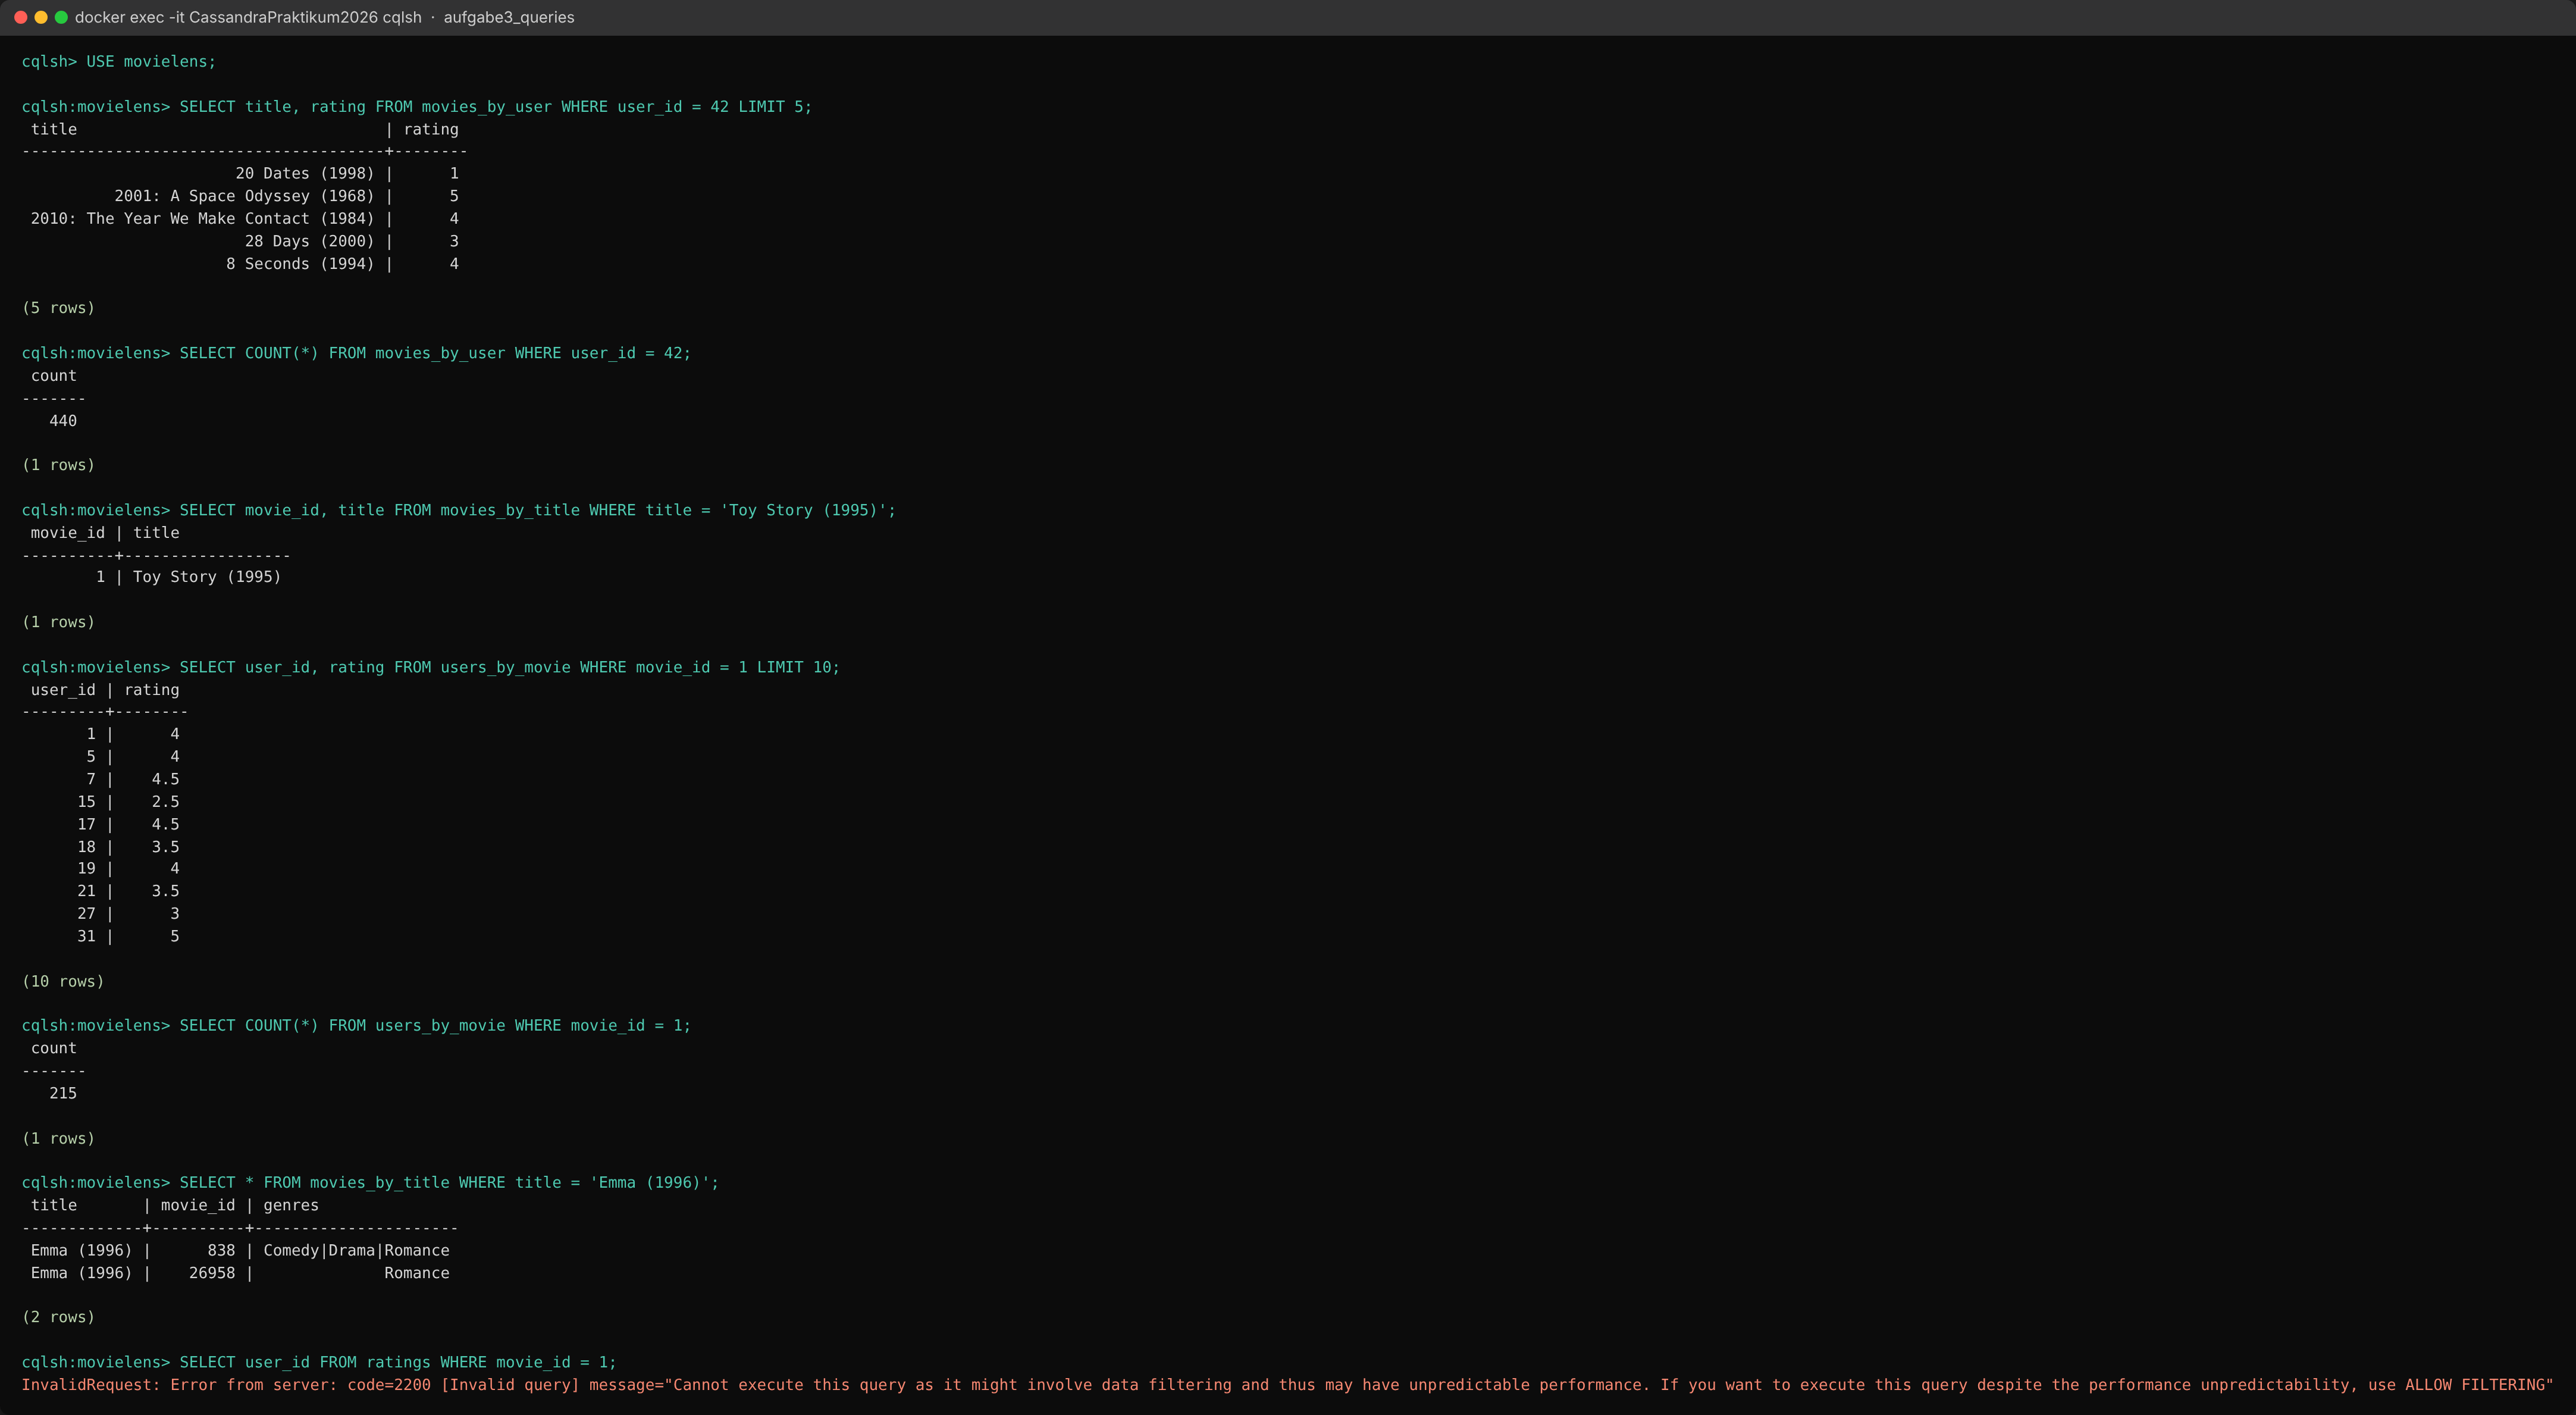 docker exec -it CassandraPraktikum2026 cqlsh · aufgabe3_queries
cqlsh> USE movielens;
cqlsh:movielens> SELECT title, rating FROM movies_by_user WHERE user_id = 42 LIMIT 5;
 title                                 | rating
---------------------------------------+--------
                       20 Dates (1998) |      1
          2001: A Space Odyssey (1968) |      5
 2010: The Year We Make Contact (1984) |      4
                        28 Days (2000) |      3
                      8 Seconds (1994) |      4
(5 rows)
cqlsh:movielens> SELECT COUNT(*) FROM movies_by_user WHERE user_id = 42;
 count
-------
   440
(1 rows)
cqlsh:movielens> SELECT movie_id, title FROM movies_by_title WHERE title = 'Toy Story (1995)';
 movie_id | title
----------+------------------
        1 | Toy Story (1995)
(1 rows)
cqlsh:movielens> SELECT user_id, rating FROM users_by_movie WHERE movie_id = 1 LIMIT 10;
 user_id | rating
---------+--------
       1 |      4
       5 |      4
       7 |    4.5
      15 |    2.5
      17 |    4.5
      18 |    3.5
      19 |      4
      21 |    3.5
      27 |      3
      31 |      5
(10 rows)
cqlsh:movielens> SELECT COUNT(*) FROM users_by_movie WHERE movie_id = 1;
 count
-------
   215
(1 rows)
cqlsh:movielens> SELECT * FROM movies_by_title WHERE title = 'Emma (1996)';
 title       | movie_id | genres
-------------+----------+----------------------
 Emma (1996) |      838 | Comedy|Drama|Romance
 Emma (1996) |    26958 |              Romance
(2 rows)
cqlsh:movielens> SELECT user_id FROM ratings WHERE movie_id = 1;
InvalidRequest: Error from server: code=2200 [Invalid query] message="Cannot execute this query as it might involve data filtering and thus may have unpredictable performance. If you want to execute this query despite the performance unpredictability, use ALLOW FILTERING"